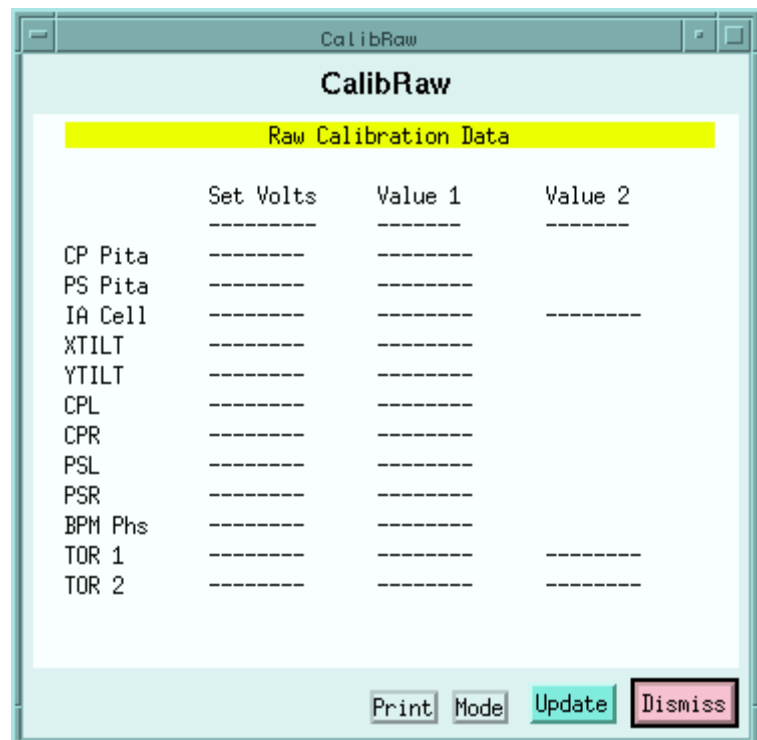 CalibRaw
CalibRaw
Raw Calibration Data
Set Volts Value 1 Value 2
--------- ------- -------
CP Pita -------- --------
PS Pita -------- --------
IA Cell -------- -------- --------
XTILT -------- --------
YTILT -------- --------
CPL -------- --------
CPR -------- --------
PSL -------- --------
PSR -------- --------
BPM Phs -------- --------
TOR 1 -------- -------- --------
TOR 2 -------- -------- --------
Print Mode Update Dismiss